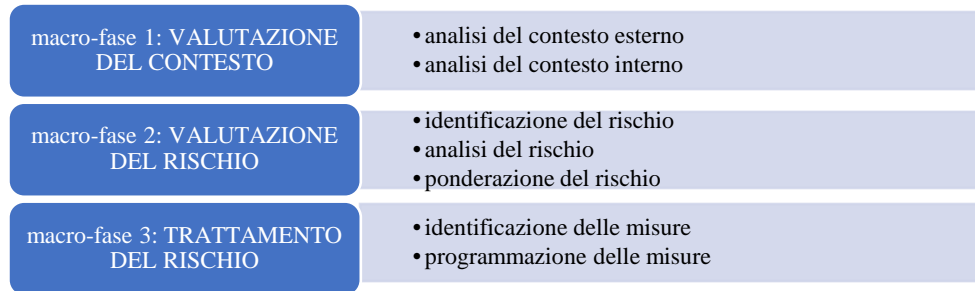 macro-fase 1: VALUTAZIONE
DEL CONTESTO
• analisi del contesto esterno
• analisi del contesto interno
macro-fase 2: VALUTAZIONE
DEL RISCHIO
• identificazione del rischio
• analisi del rischio
• ponderazione del rischio
macro-fase 3: TRATTAMENTO
DEL RISCHIO
• identificazione delle misure
• programmazione delle misure